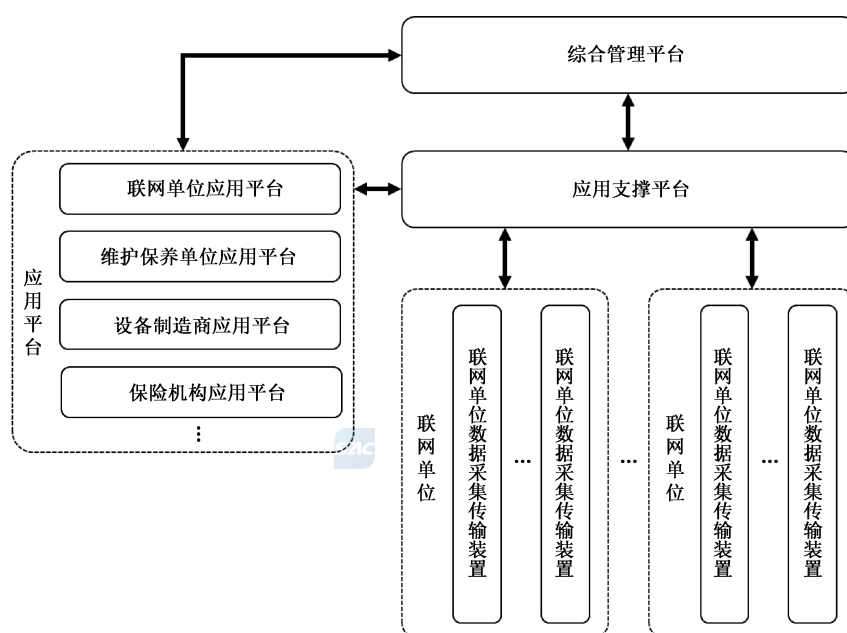 综合管理平台
应用支撑平台
应用平台
联网单位应用平台
维护保养单位应用平台
设备制造商应用平台
保险机构应用平台
⋮
联网单位
联网单位数据采集传输装置
...
联网单位数据采集传输装置
...
联网单位
联网单位数据采集传输装置
...
联网单位数据采集传输装置
SAC